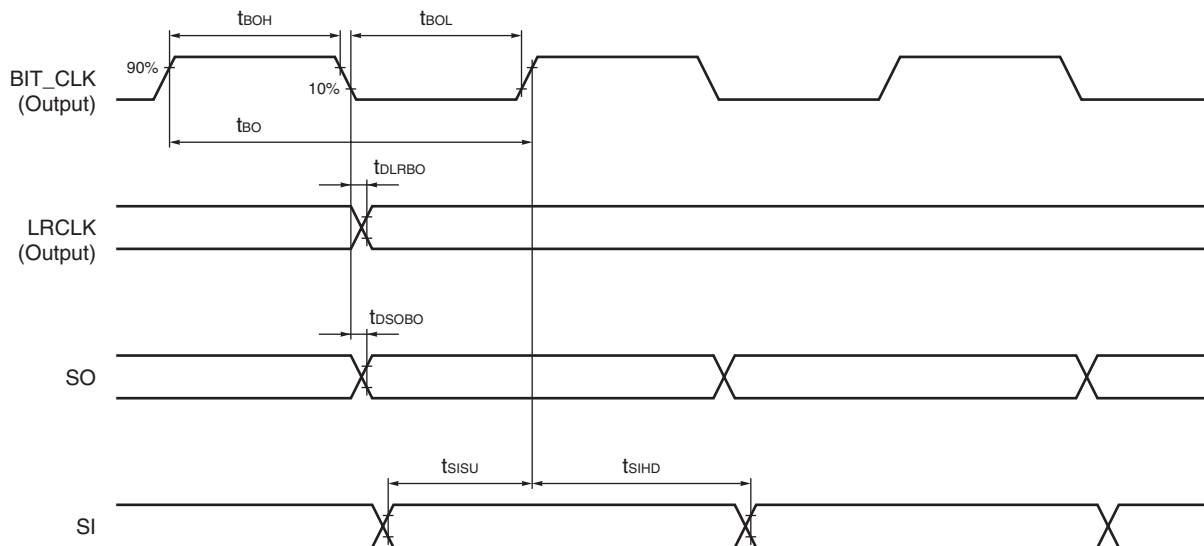 tBOH
tBOL
90%
BIT_CLK
(Output)
10%
tBO
tDLRBO
LRCLK
(Output)
tDSOBO
SO
tSISU
tSIHD
SI